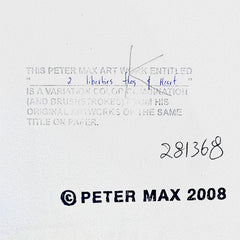 THIS PETER MAX ART WORK ENTITLED
" 2 liberties flag & Heart "
IS A VARIATION COLOR COMBINATION
(AND BRUSHSTROKES) FROM HIS
ORIGINAL ARTWORKS OF THE SAME
TITLE ON PAPER.
281368
© PETER MAX 2008